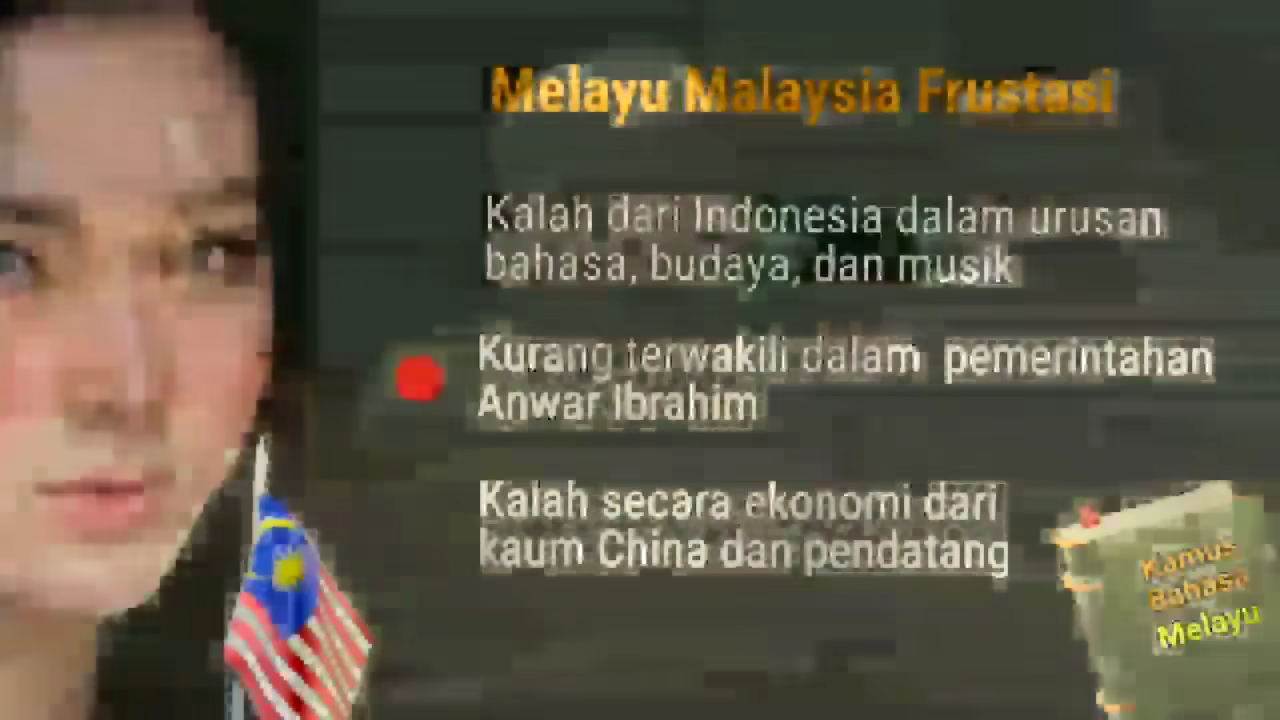 Melayu Malaysia Frustasi
Kalah dari Indonesia dalam urusan
bahasa, budaya, dan musik
Kurang terwakili dalam pemerintahan
Anwar Ibrahim
Kalah secara ekonomi dari
kaum China dan pendatang
Kamus
Bahasa
Melayu